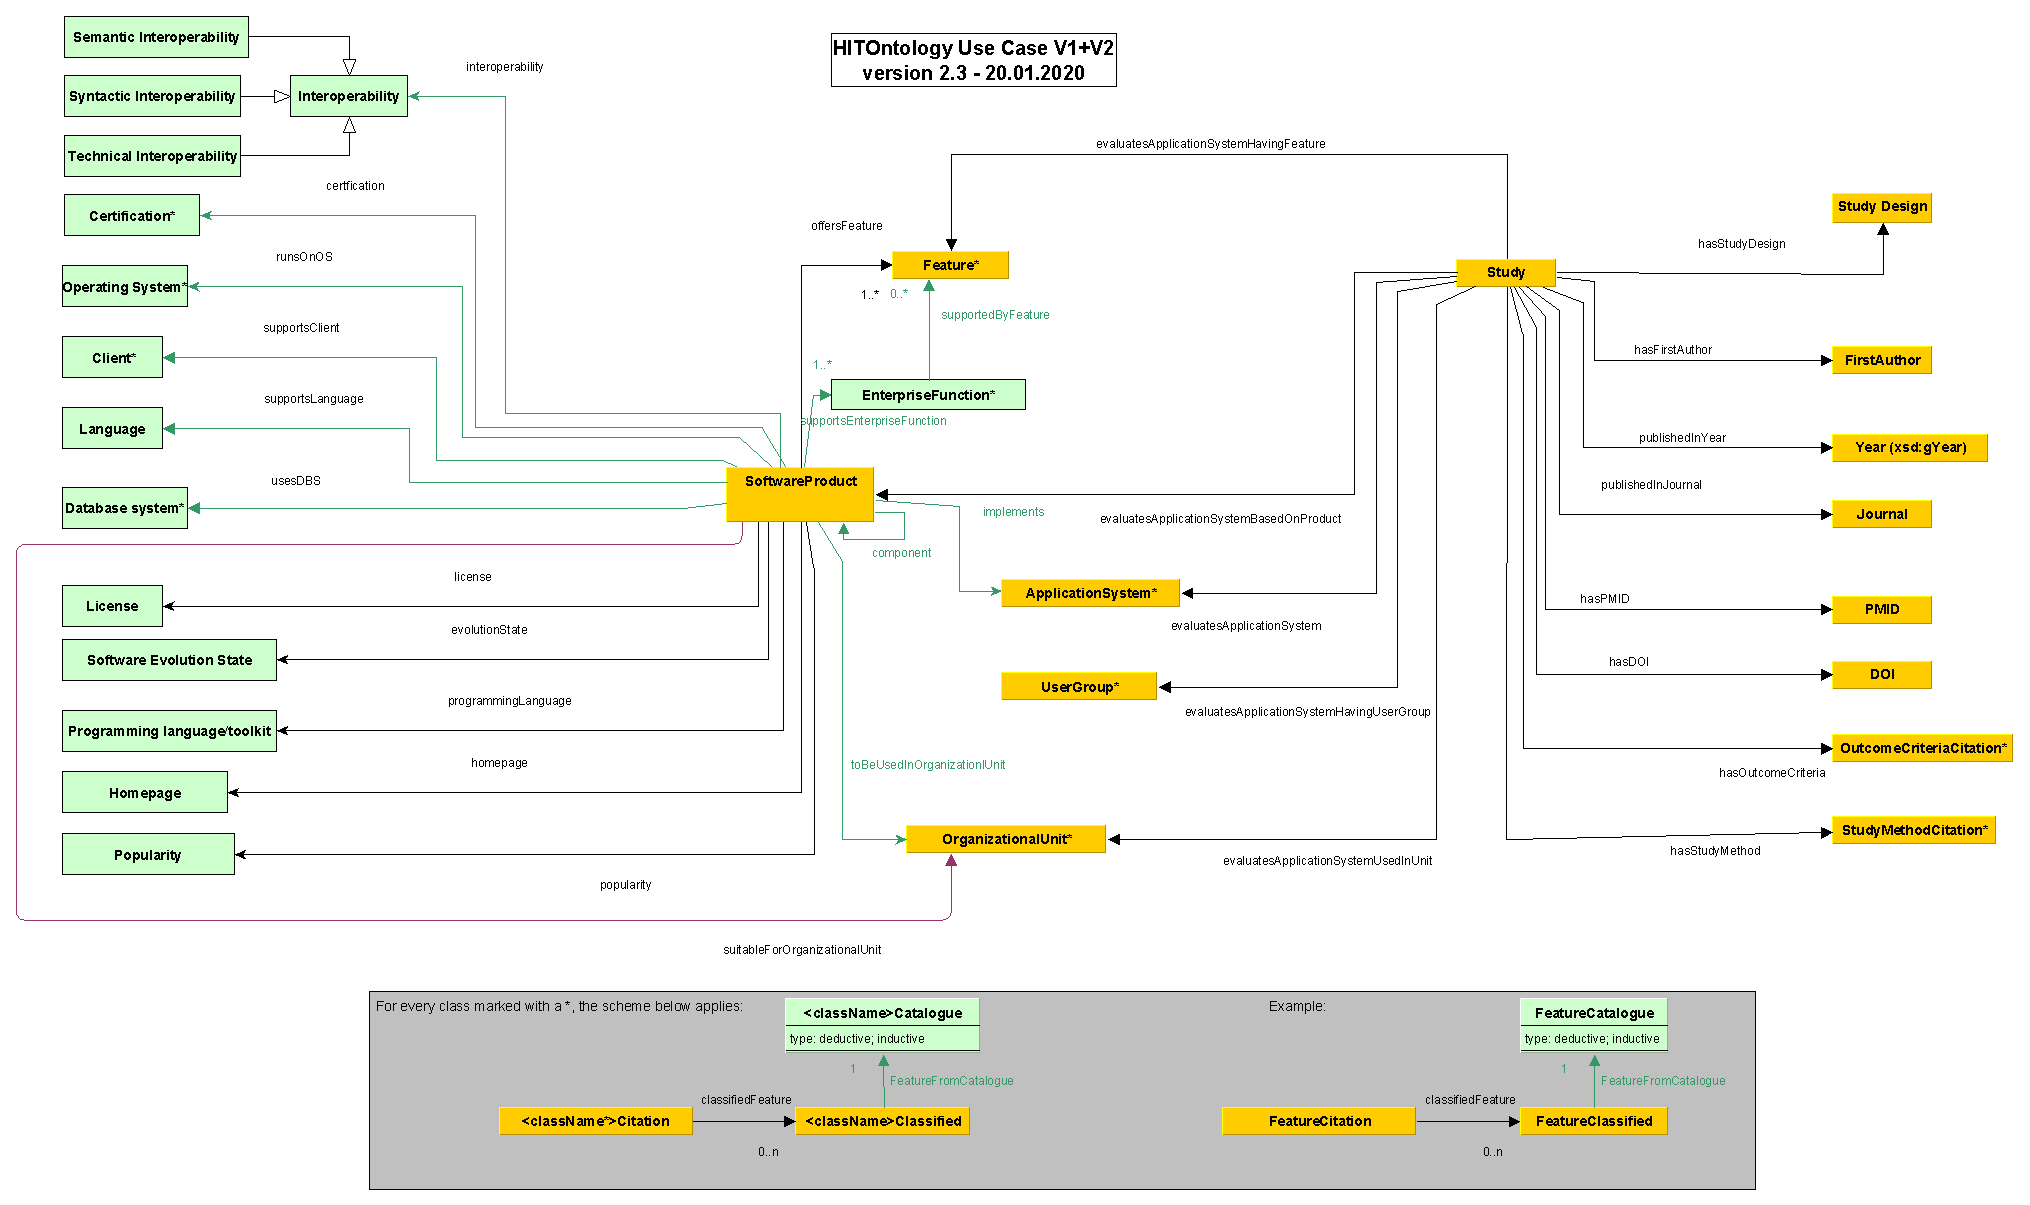 HITOntology Use Case V1+V2
version 2.3 - 20.01.2020
Semantic Interoperability
Syntactic Interoperability
Technical Interoperability
Interoperability
interoperability
certfication
Certification*
runsOnOS
Operating System*
supportsClient
Client*
supportsLanguage
Language
usesDBS
Database system*
license
License
evolutionState
Software Evolution State
programmingLanguage
Programming language/toolkit
homepage
Homepage
popularity
Popularity
suitableForOrganizationalUnit
SoftwareProduct
component
implements
offersFeature
Feature*
1..*
0..*
supportedByFeature
1..*
EnterpriseFunction*
supportsEnterpriseFunction
toBeUsedInOrganizationlUnit
evaluatesApplicationSystemHavingFeature
Study
evaluatesApplicationSystemBasedOnProduct
ApplicationSystem*
evaluatesApplicationSystem
UserGroup*
evaluatesApplicationSystemHavingUserGroup
OrganizationalUnit*
evaluatesApplicationSystemUsedInUnit
Study Design
hasStudyDesign
hasFirstAuthor
FirstAuthor
publishedInYear
Year (xsd:gYear)
publishedInJournal
Journal
hasPMID
PMID
hasDOI
DOI
OutcomeCriteriaCitation*
hasOutcomeCriteria
StudyMethodCitation*
hasStudyMethod
For every class marked with a *, the scheme below applies:
<className>Catalogue
type: deductive; inductive
1
FeatureFromCatalogue
classifiedFeature
<className*>Citation
<className>Classified
0..n
Example:
FeatureCatalogue
type: deductive; inductive
1
FeatureFromCatalogue
classifiedFeature
FeatureCitation
FeatureClassified
0..n